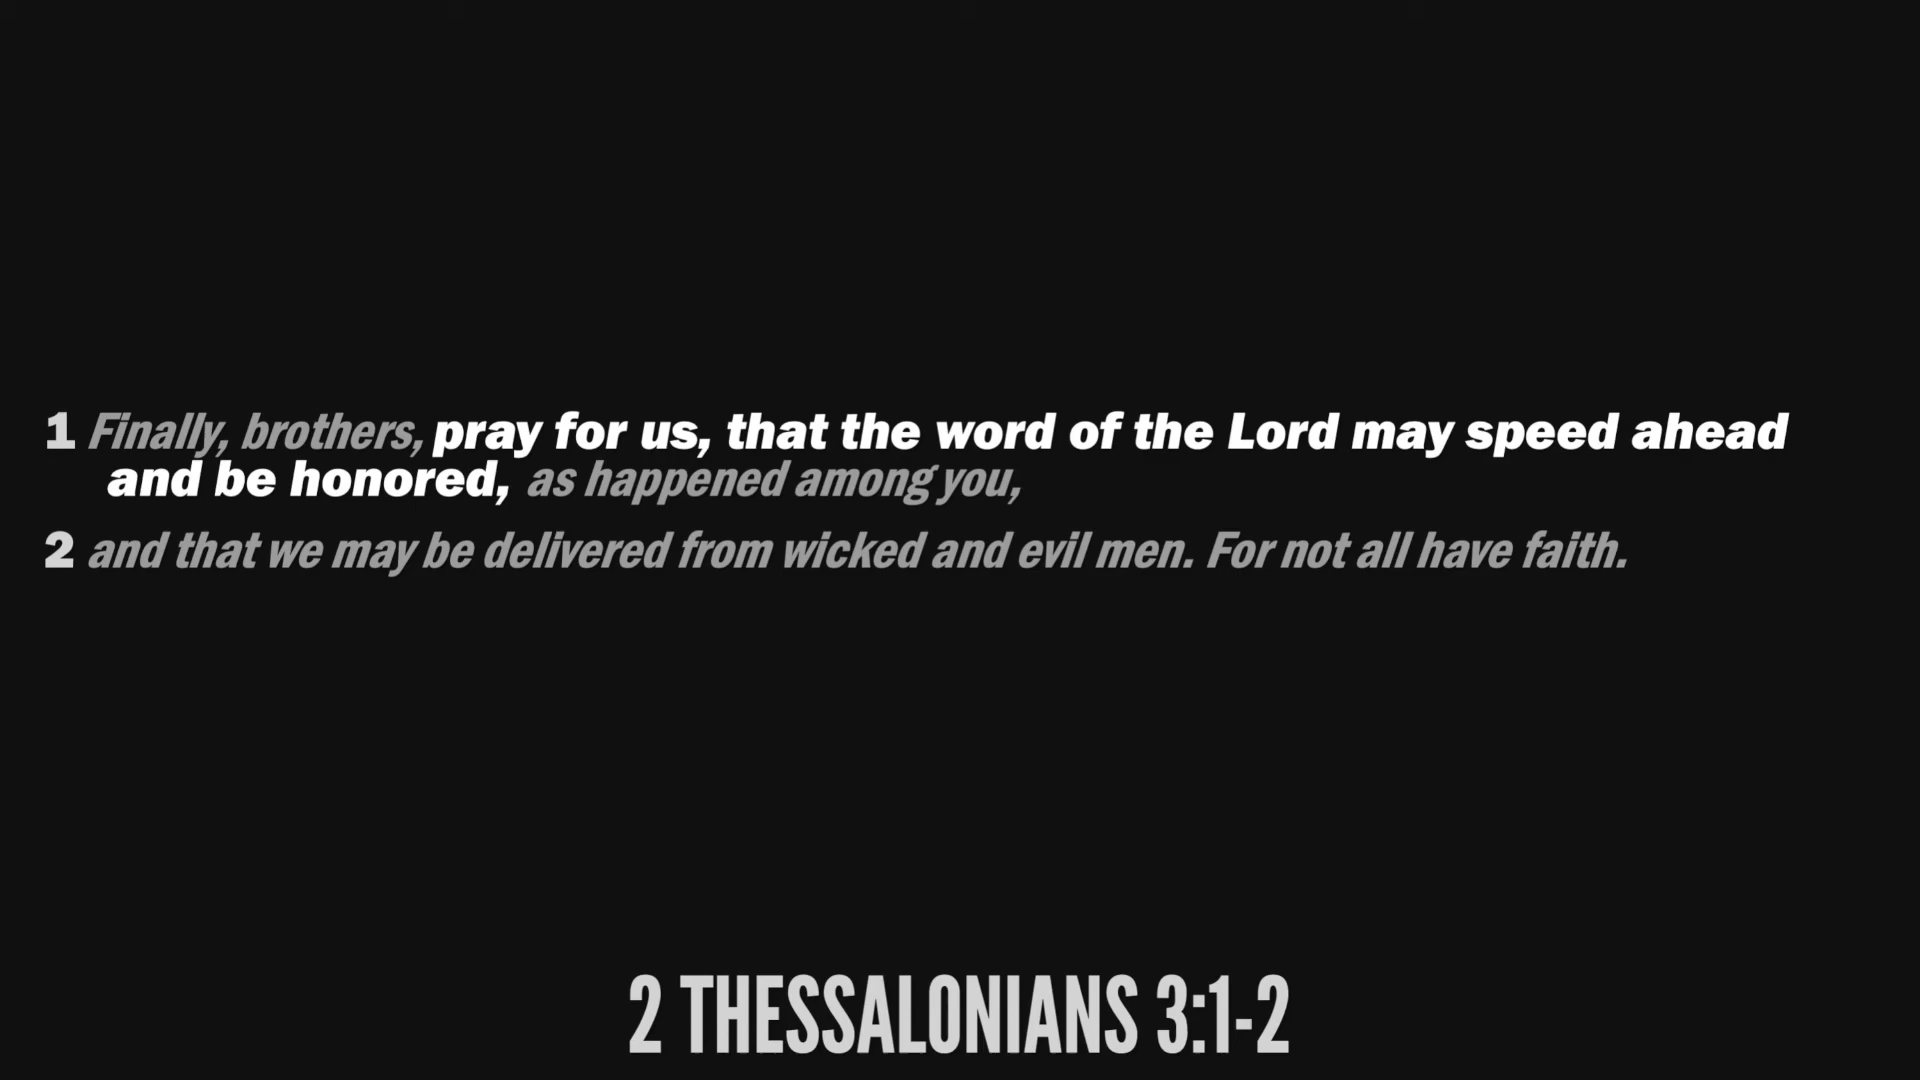 1 Finally, brothers, pray for us, that the word of the Lord may speed ahead
and be honored, as happened among you,
2 and that we may be delivered from wicked and evil men. For not all have faith.
2 THESSALONIANS 3:1-2